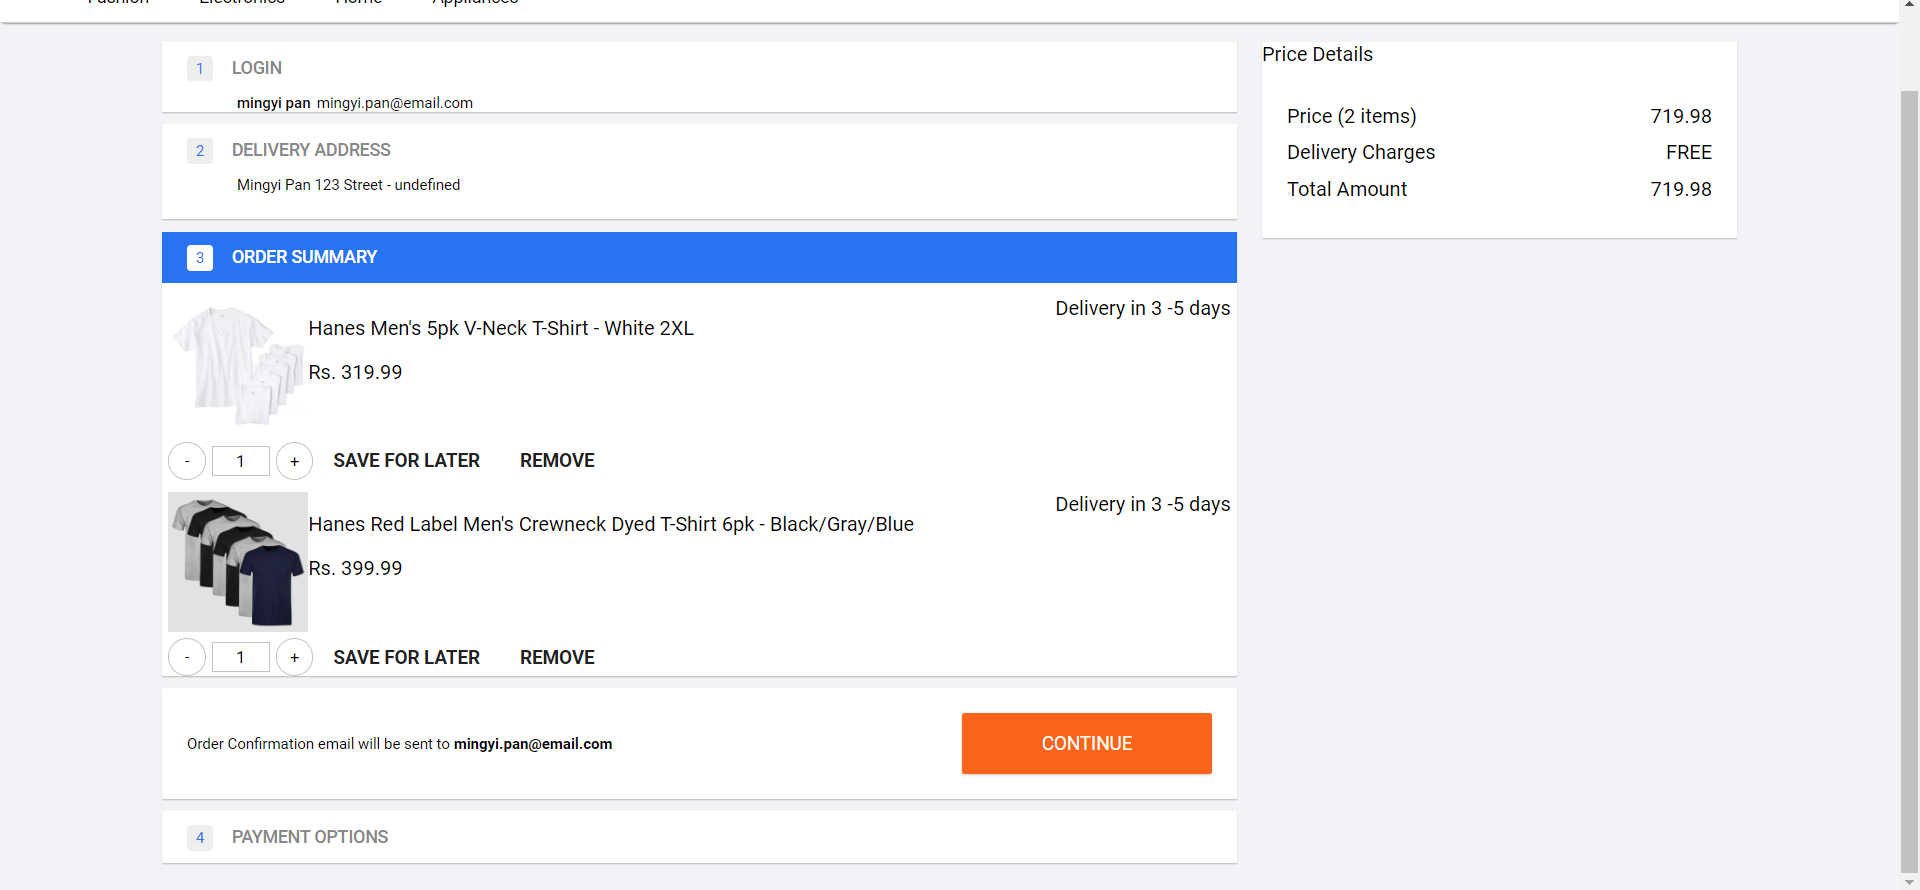 Fashion Electronics Home Appliances
1 LOGIN
mingyi pan mingyi.pan@email.com
2 DELIVERY ADDRESS
Mingyi Pan 123 Street - undefined
3 ORDER SUMMARY
Delivery in 3 -5 days
Hanes Men's 5pk V-Neck T-Shirt - White 2XL
Rs. 319.99
- 1 + SAVE FOR LATER REMOVE
Delivery in 3 -5 days
Hanes Red Label Men's Crewneck Dyed T-Shirt 6pk - Black/Gray/Blue
Rs. 399.99
- 1 + SAVE FOR LATER REMOVE
Order Confirmation email will be sent to mingyi.pan@email.com
CONTINUE
4 PAYMENT OPTIONS
Price Details
Price (2 items) 719.98
Delivery Charges FREE
Total Amount 719.98